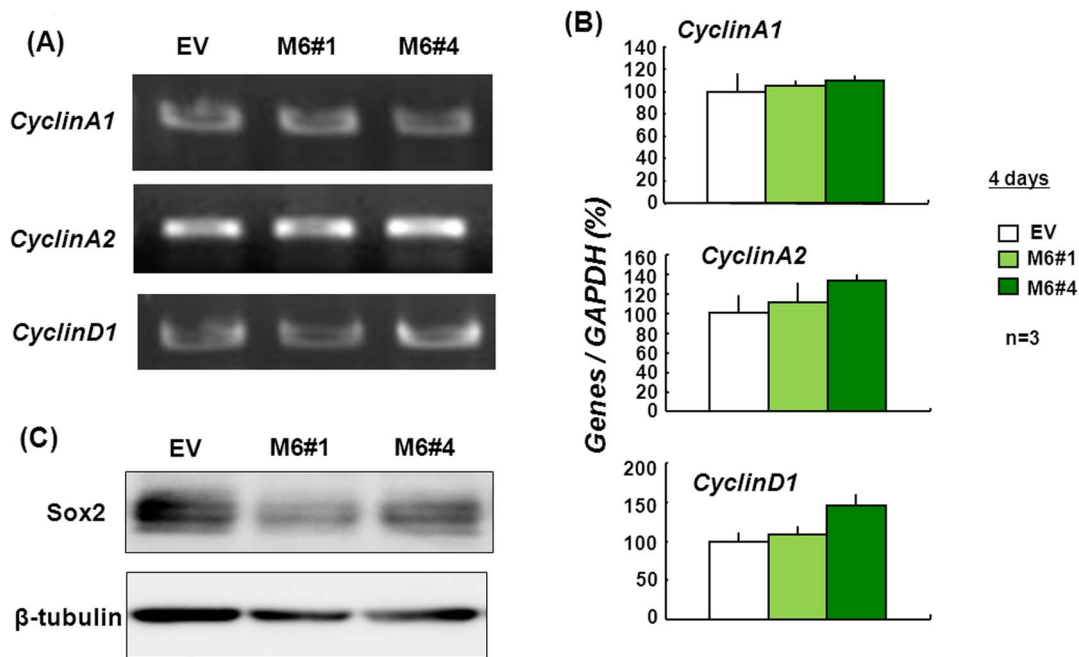 (A)
EV M6#1 M6#4
CyclinA1
CyclinA2
CyclinD1
(B)
Genes / GAPDH (%)
CyclinA1
140
120
100
80
60
40
20
0
CyclinA2
160
140
120
100
80
60
40
20
0
CyclinD1
200
150
100
50
0
4 days
EV
M6#1
M6#4
n=3
(C)
EV M6#1 M6#4
Sox2
β-tubulin